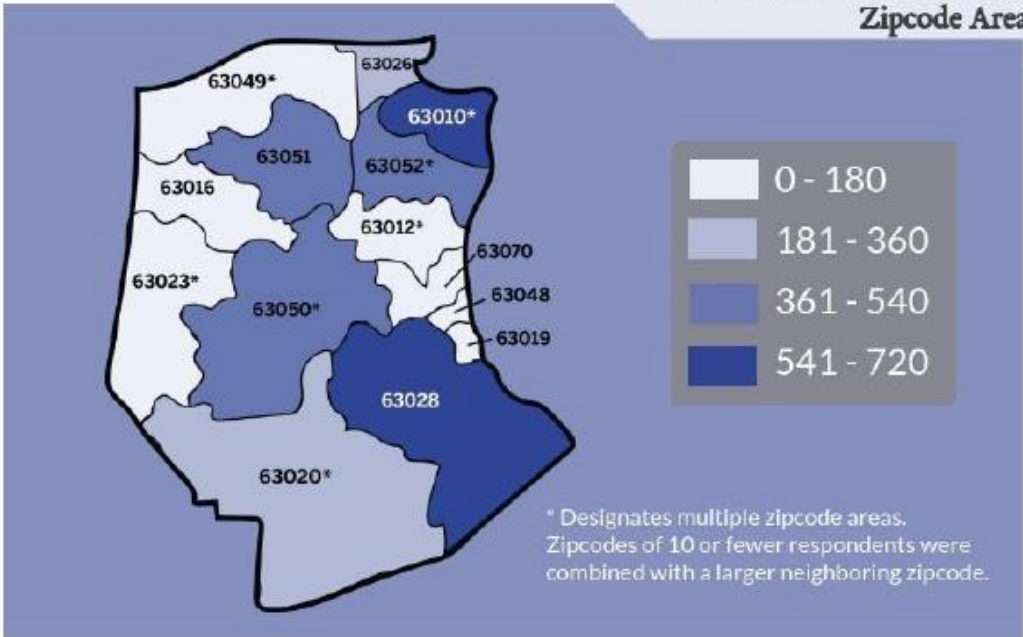 Zipcode Area
63026
63049*
63010*
63051
63052*
63016
63012*
63070
63023*
63048
63050*
63019
63028
63020*
0 - 180
181 - 360
361 - 540
541 - 720
* Designates multiple zipcode areas.
Zipcodes of 10 or fewer respondents were
combined with a larger neighboring zipcode.